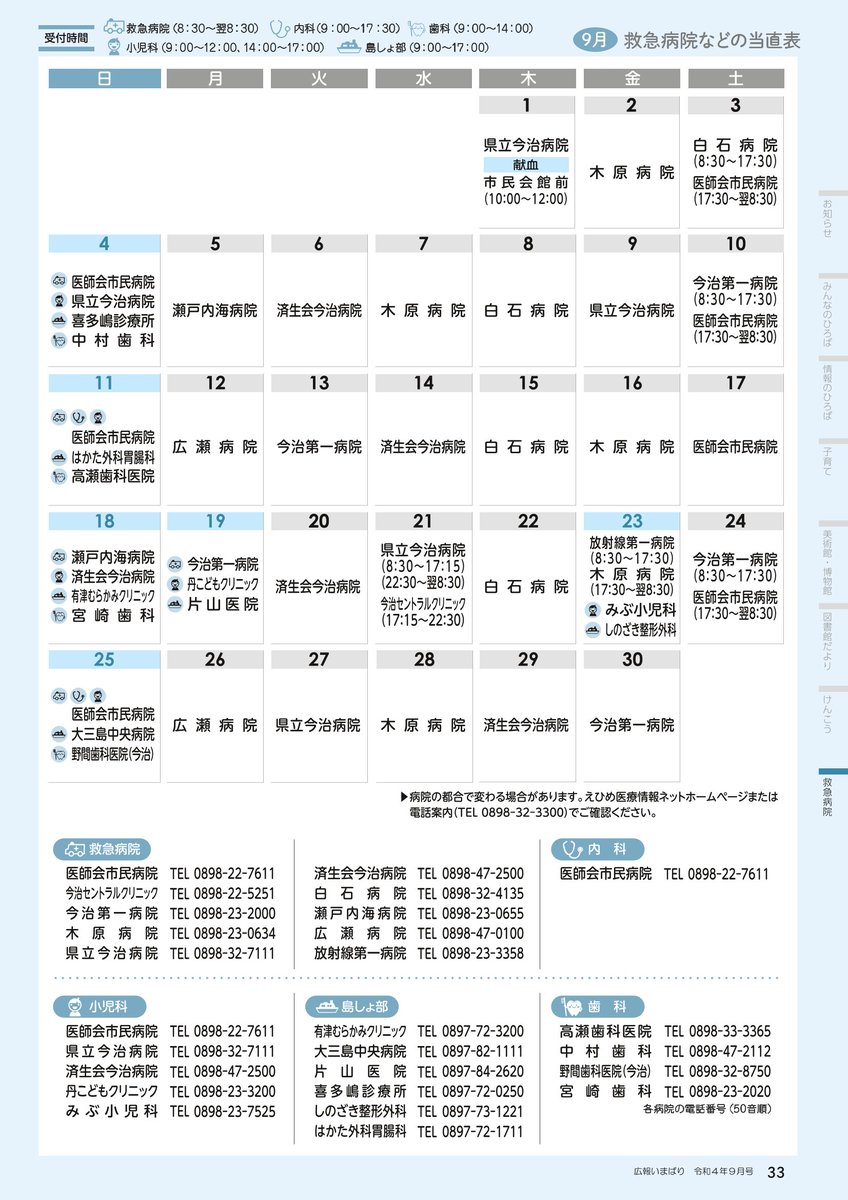 受付時間
救急病院（8：30～翌8：30） 内科（9：00～17：30） 歯科（9：00～14：00）
小児科（9：00～12：00、14：00～17：00） 島しょ部（9：00～17：00）
9月 救急病院などの当直表
日 月 火 水 木 金 土
1
県立今治病院
献血
市民会館前
(10:00～12:00)
2
木原病院
3
白石病院
(8:30～17:30)
医師会市民病院
(17:30～翌8:30)
4
医師会市民病院
県立今治病院
喜多嶋診療所
中村歯科
5
瀬戸内海病院
6
済生会今治病院
7
木原病院
8
白石病院
9
県立今治病院
10
今治第一病院
(8:30～17:30)
医師会市民病院
(17:30～翌8:30)
11
医師会市民病院
はかた外科胃腸科
高瀬歯科医院
12
広瀬病院
13
今治第一病院
14
済生会今治病院
15
白石病院
16
木原病院
17
医師会市民病院
18
瀬戸内海病院
済生会今治病院
有津むらかみクリニック
宮崎歯科
19
今治第一病院
丹こどもクリニック
片山医院
20
済生会今治病院
21
県立今治病院
(8:30～17:15)
(22:30～翌8:30)
今治セントラルクリニック
(17:15～22:30)
22
白石病院
23
放射線第一病院
(8:30～17:30)
木原病院
(17:30～翌8:30)
みぶ小児科
しのざき整形外科
24
今治第一病院
(8:30～17:30)
医師会市民病院
(17:30～翌8:30)
25
医師会市民病院
大三島中央病院
野間歯科医院(今治)
26
広瀬病院
27
県立今治病院
28
木原病院
29
済生会今治病院
30
今治第一病院
▶病院の都合で変わる場合があります。えひめ医療情報ネットホームページまたは
電話案内（TEL 0898-32-3300）でご確認ください。
救急病院
医師会市民病院 TEL 0898-22-7611
今治セントラルクリニック TEL 0898-22-5251
今治第一病院 TEL 0898-23-2000
木原病院 TEL 0898-23-0634
県立今治病院 TEL 0898-32-7111
済生会今治病院 TEL 0898-47-2500
白石病院 TEL 0898-32-4135
瀬戸内海病院 TEL 0898-23-0655
広瀬病院 TEL 0898-47-0100
放射線第一病院 TEL 0898-23-3358
内科
医師会市民病院 TEL 0898-22-7611
小児科
医師会市民病院 TEL 0898-22-7611
県立今治病院 TEL 0898-32-7111
済生会今治病院 TEL 0898-47-2500
丹こどもクリニック TEL 0898-23-3200
みぶ小児科 TEL 0898-23-7525
島しょ部
有津むらかみクリニック TEL 0897-72-3200
大三島中央病院 TEL 0897-82-1111
片山医院 TEL 0897-84-2620
喜多嶋診療所 TEL 0897-72-0250
しのざき整形外科 TEL 0897-73-1221
はかた外科胃腸科 TEL 0897-72-1711
歯科
高瀬歯科医院 TEL 0898-33-3365
中村歯科 TEL 0898-47-2112
野間歯科医院(今治) TEL 0898-32-8750
宮崎歯科 TEL 0898-23-2020
各病院の電話番号（50音順）
お知らせ
みんなのひろば
情報のひろば
子育て
美術館・博物館
図書館だより
けんこう
救急病院
広報いまばり 令和4年9月号 33